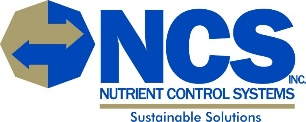 NCS INC.
NUTRIENT CONTROL SYSTEMS
Sustainable Solutions